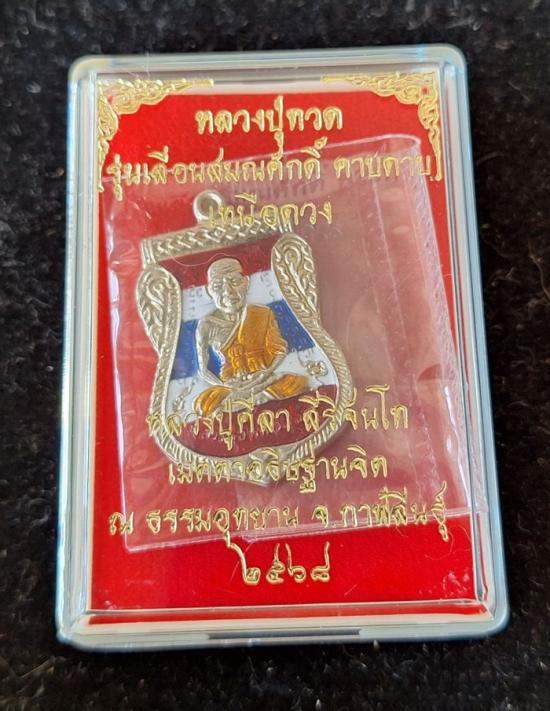 หลวงปู่ทวด
รุ่นเลื่อนสมณศักดิ์ คาบดาบ
เหนือดวง
หลวงปู่ศิลา สิริจันโท
เมตตาอธิษฐานจิต
ณ ธรรมอุทยาน จ.กาฬสินธุ์
๒๕๖๘